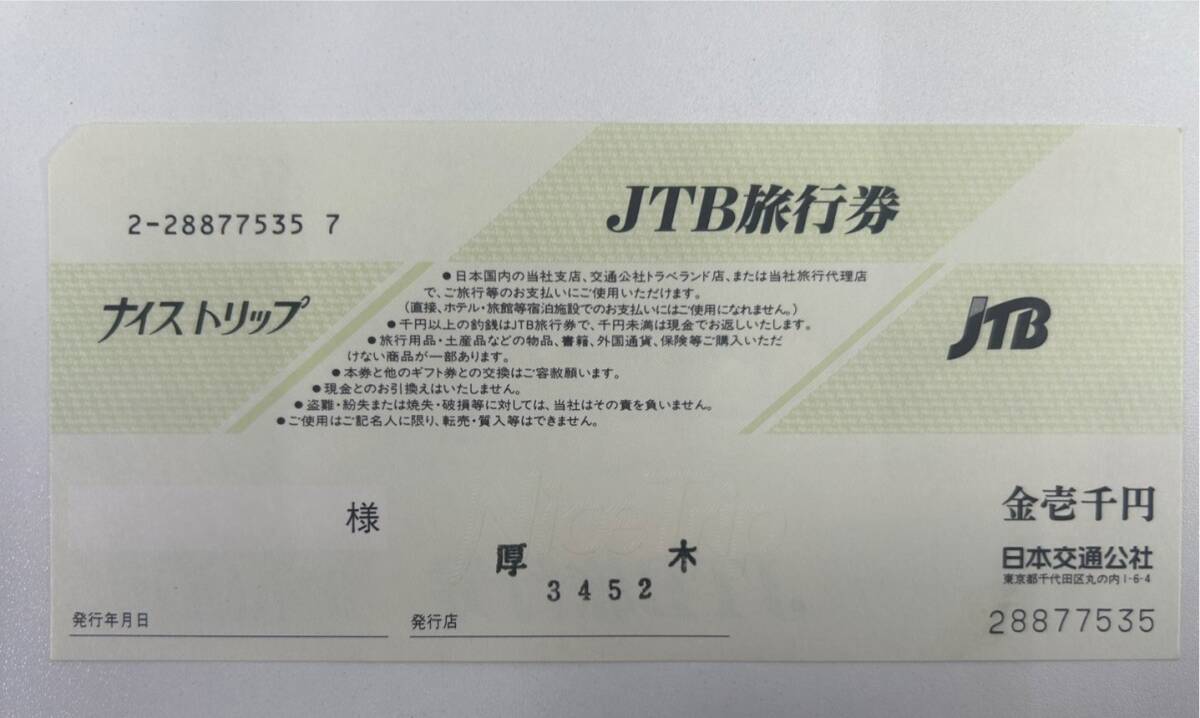 JTB旅行券
2-28877535 7
ナイストリップ
●日本国内の当社支店、交通公社トラベランド店、または当社旅行代理店
で、ご旅行等のお支払いにご使用いただけます。
(直接、ホテル・旅館等宿泊施設でのお支払いにはご使用になれません。)
●千円以上の釣銭はJTB旅行券で、千円未満は現金でお返しいたします。
●旅行用品・土産品などの物品、書籍、外国通貨、保険等ご購入いただ
けない商品が一部あります。
●本券と他のギフト券との交換はご容赦願います。
●現金とのお引換えはいたしません。
●盗難・紛失または焼失・破損等に対しては、当社はその責を負いません。
●ご使用はご記名人に限り、転売・質入等はできません。
JTB
様
金壱千円
厚 木
3452
日本交通公社
東京都千代田区丸の内1-6-4
発行年月日
発行店
28877535